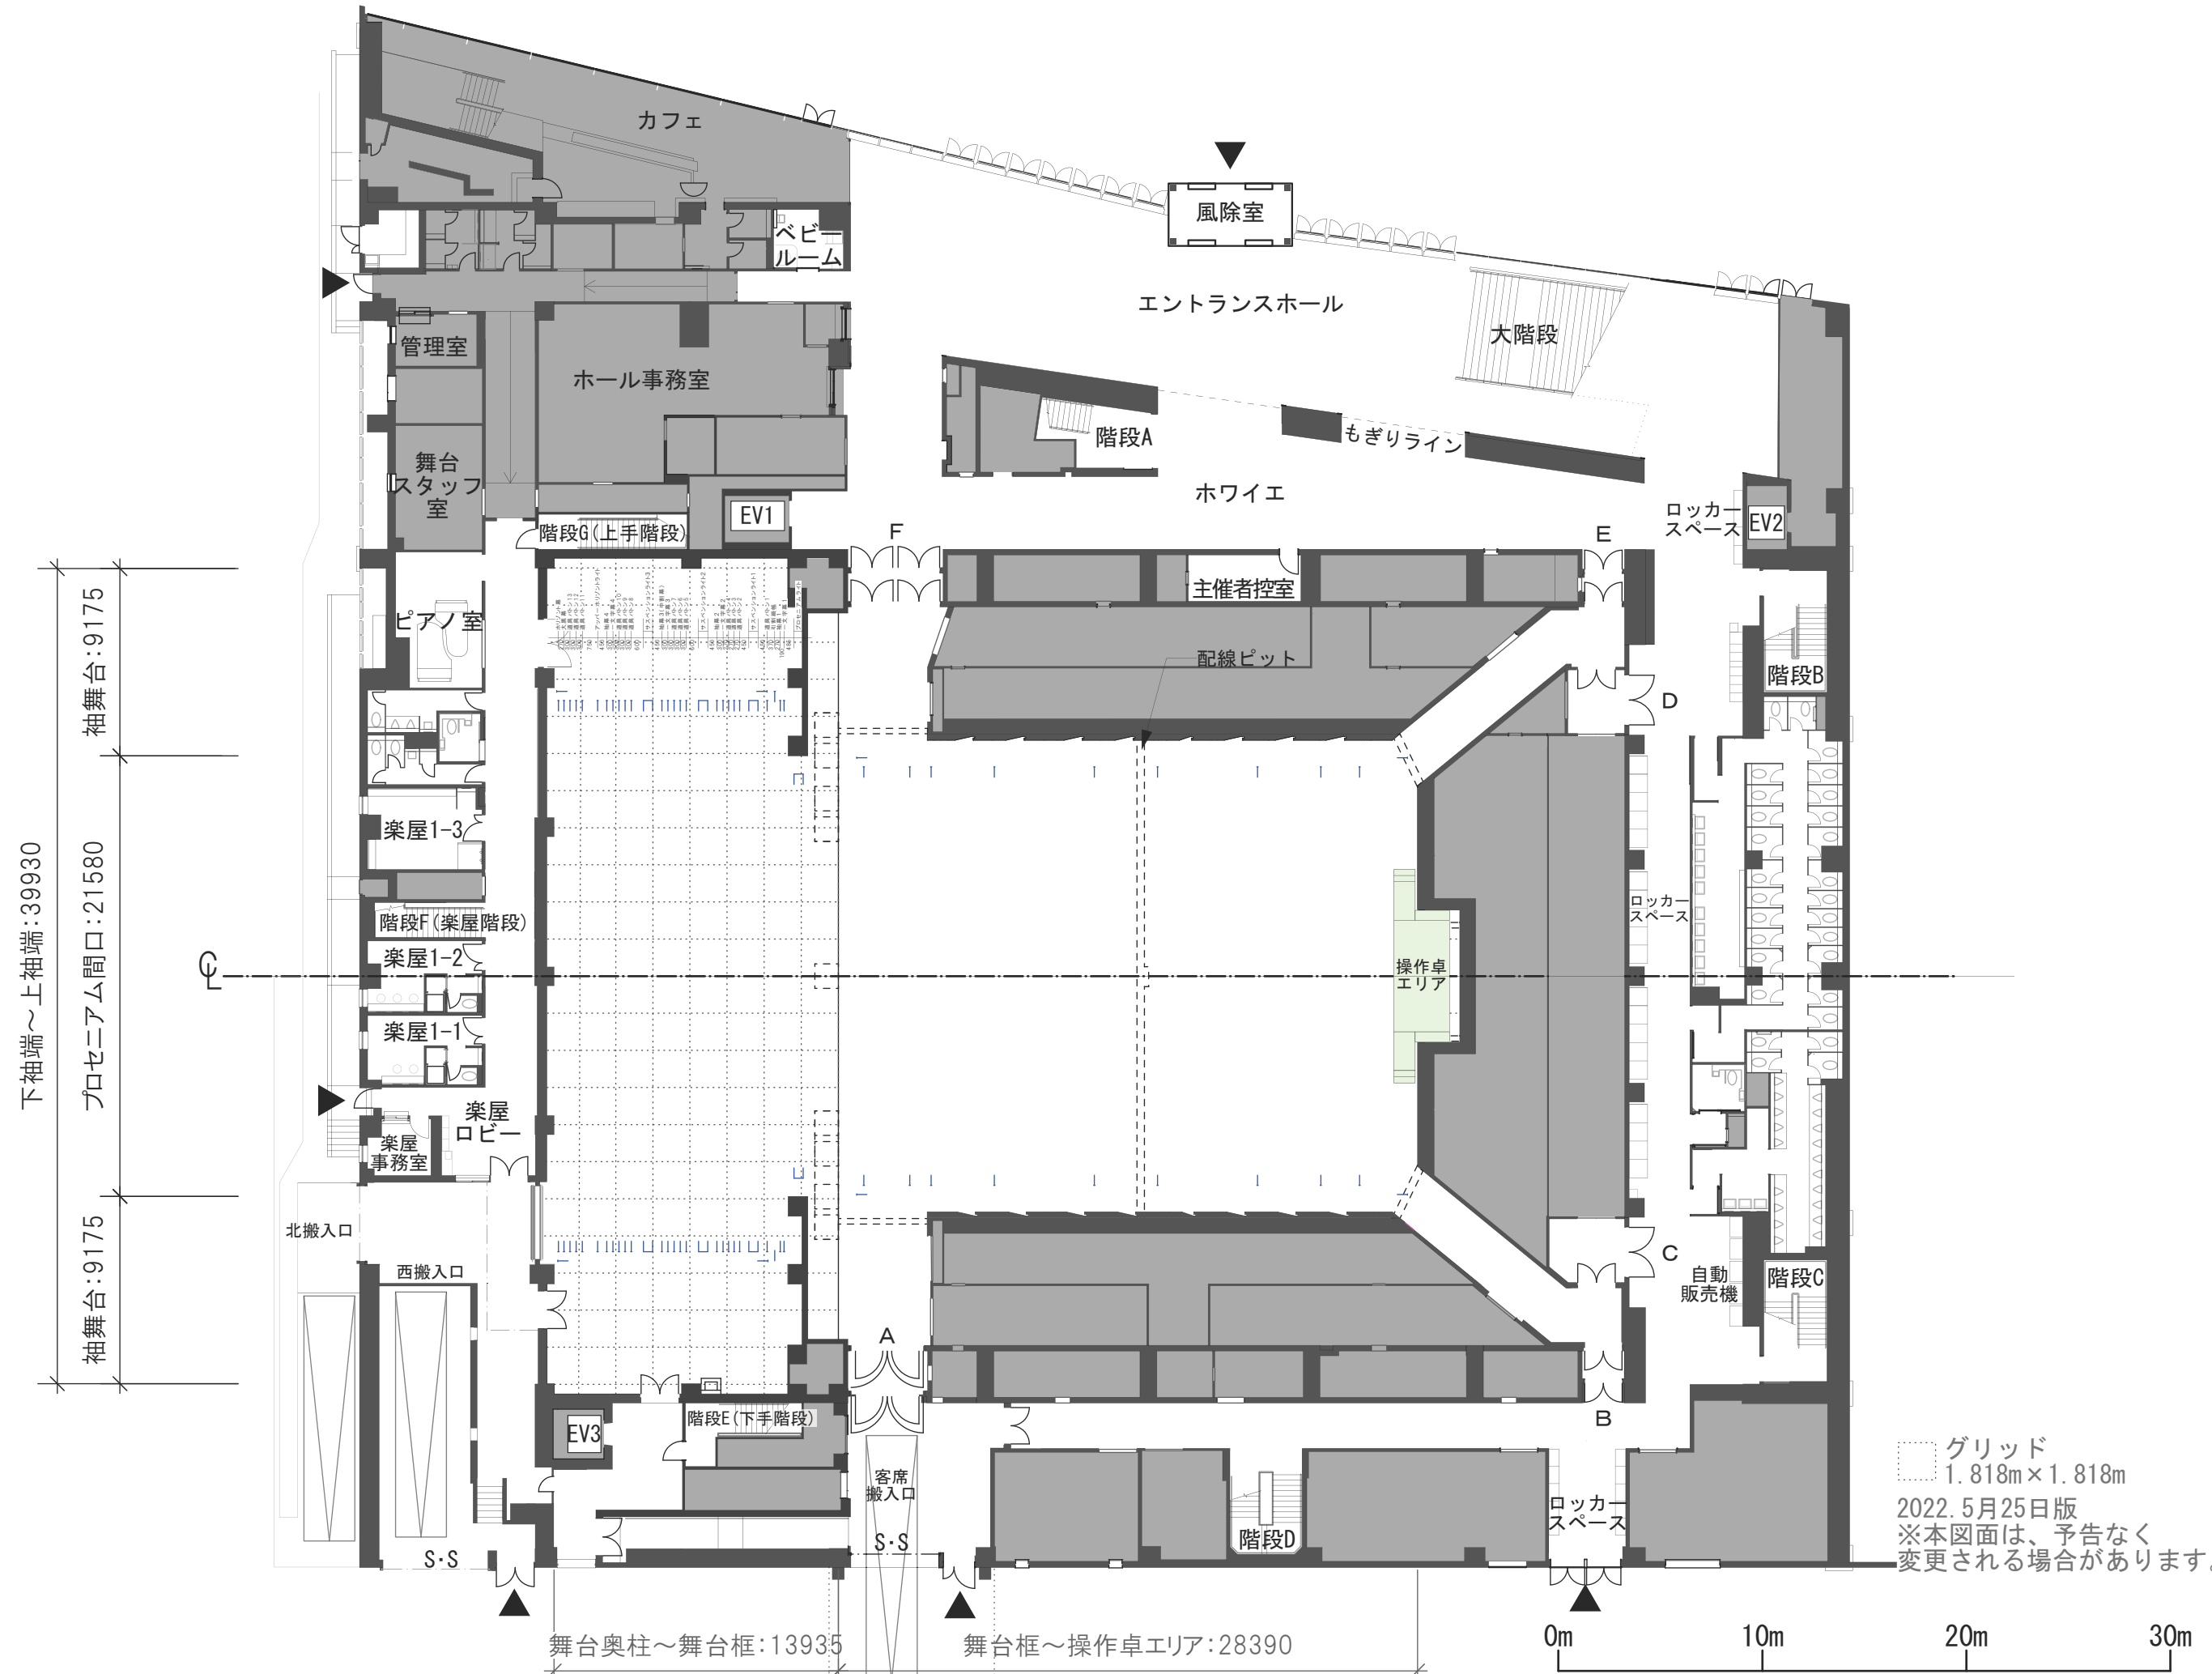 カフェ
風除室
ベビー
ルーム
エントランスホール
大階段
管理室
ホール事務室
階段A
もぎりライン
舞台
スタッフ
室
ホワイエ
ロッカー
スペース
EV2
EV1
階段G(上手階段)
F
E
主催者控室
ピアノ室
配線ピット
階段B
D
袖舞台:9175
プロセニアム間口:21580
袖舞台:9175
下袖端〜上袖端:39930
楽屋1-3
階段F(楽屋階段)
ロッカー
スペース
楽屋1-2
操作卓
エリア
CL
楽屋1-1
楽屋
ロビー
楽屋
事務室
北搬入口
西搬入口
C
自動
販売機
階段C
A
B
階段E(下手階段)
EV3
客席
搬入口
S・S
S・S
階段D
ロッカー
スペース
グリッド
1.818m×1.818m
2022.5月25日版
※本図面は、予告なく
変更される場合があります。
舞台奥柱〜舞台框:13935
舞台框〜操作卓エリア:28390
0m
10m
20m
30m